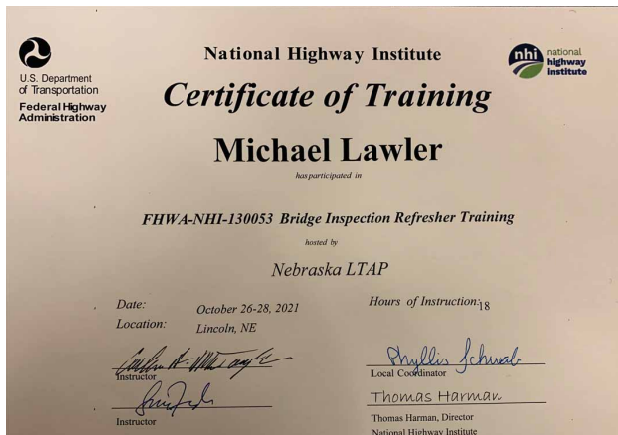 U.S. Department
of Transportation
Federal Highway
Administration
National Highway Institute
nhi national
highway
institute
Certificate of Training
Michael Lawler
has participated in
FHWA-NHI-130053 Bridge Inspection Refresher Training
hosted by
Nebraska LTAP
Date: October 26-28, 2021
Location: Lincoln, NE
Hours of Instruction: 18
Instructor
Instructor
Phyllis Schwab
Local Coordinator
Thomas Harman
Thomas Harman, Director
National Highway Institute